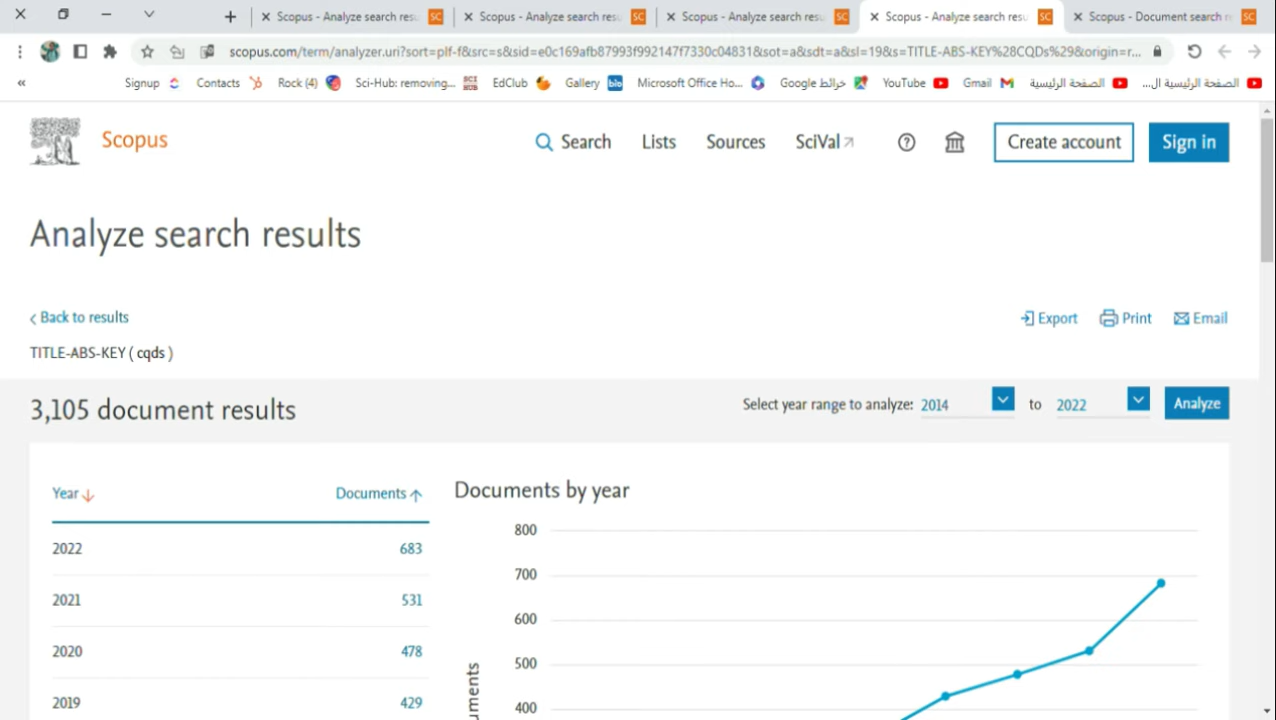 Scopus - Analyze search resu
Scopus - Analyze search resu
Scopus - Analyze search resu
Scopus - Analyze search resu
Scopus - Document search r
scopus.com/term/analyzer.uri?sort=plf-f&src=s&sid=e0c169afb87993f992147f7330c04831&sot=a&sdt=a&sl=19&s=TITLE-ABS-KEY%28CQDs%29&origin=r...
« Signup Contacts Rock (4) Sci-Hub: removing... EdClub Gallery Microsoft Office Ho... خرائط Google YouTube Gmail الصفحة الرئيسية الصفحة الرئيسية ال...
Scopus
Search Lists Sources SciVal Create account Sign in
Analyze search results
Back to results
Export Print Email
TITLE-ABS-KEY ( cqds )
3,105 document results
Select year range to analyze: 2014 to 2022 Analyze
Year Documents
Documents by year
2022 683
2021 531
2020 478
2019 429
800
700
600
500
400